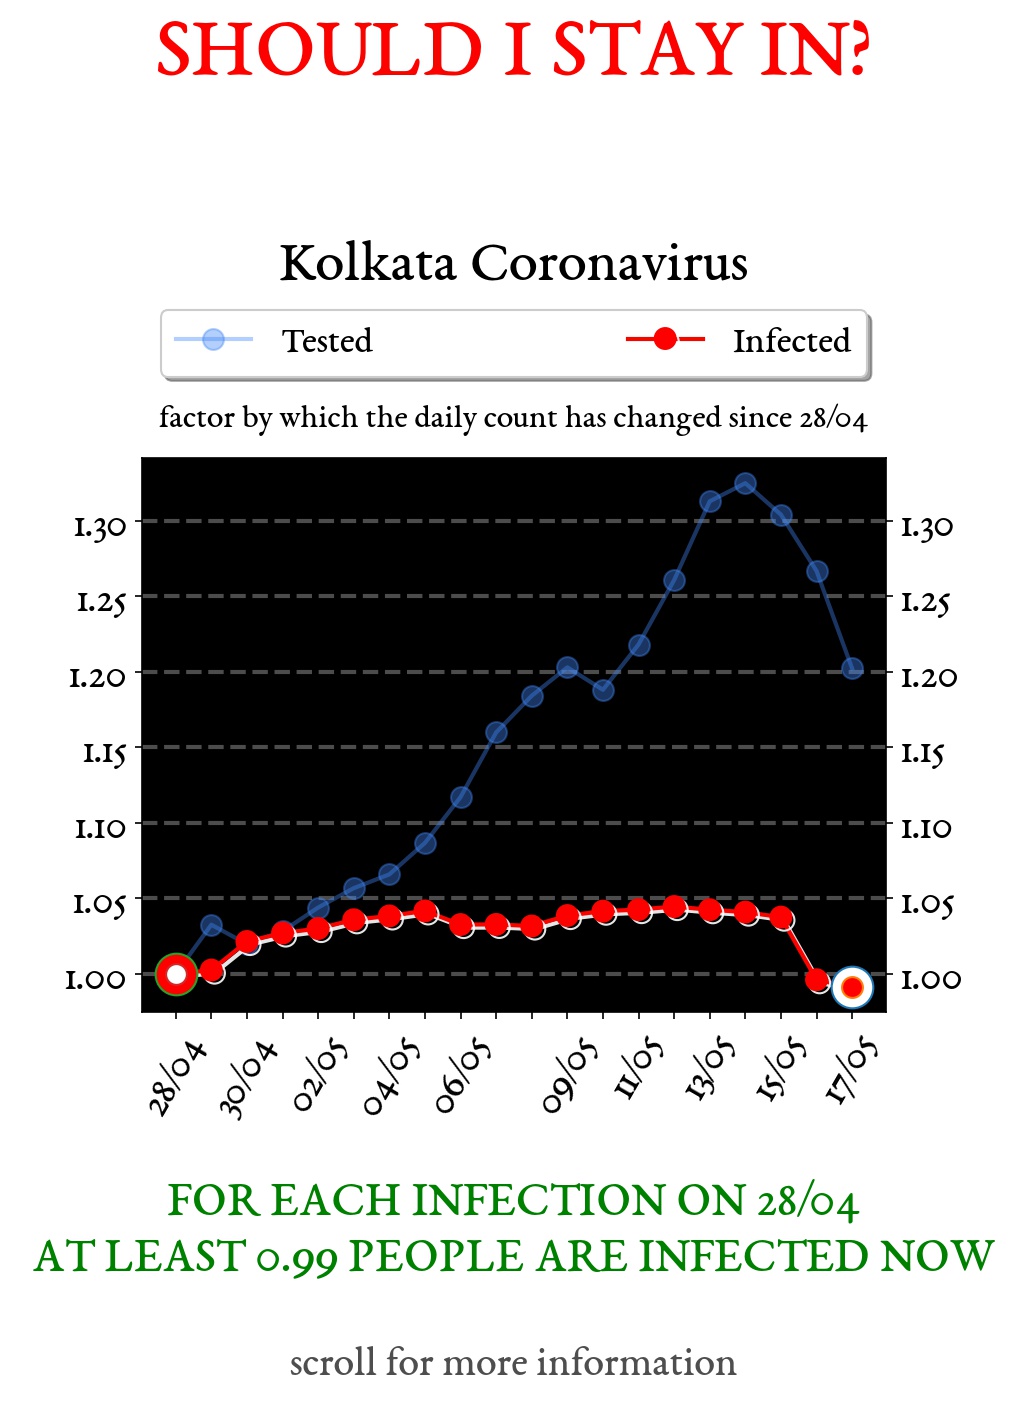 SHOULD I STAY IN?
Kolkata Coronavirus
Tested Infected
factor by which the daily count has changed since 28/04
1.30 1.30
1.25 1.25
1.20 1.20
1.15 1.15
1.10 1.10
1.05 1.05
1.00 1.00
28/04 30/04 02/05 04/05 06/05 09/05 11/05 13/05 15/05 17/05
FOR EACH INFECTION ON 28/04
AT LEAST 0.99 PEOPLE ARE INFECTED NOW
scroll for more information